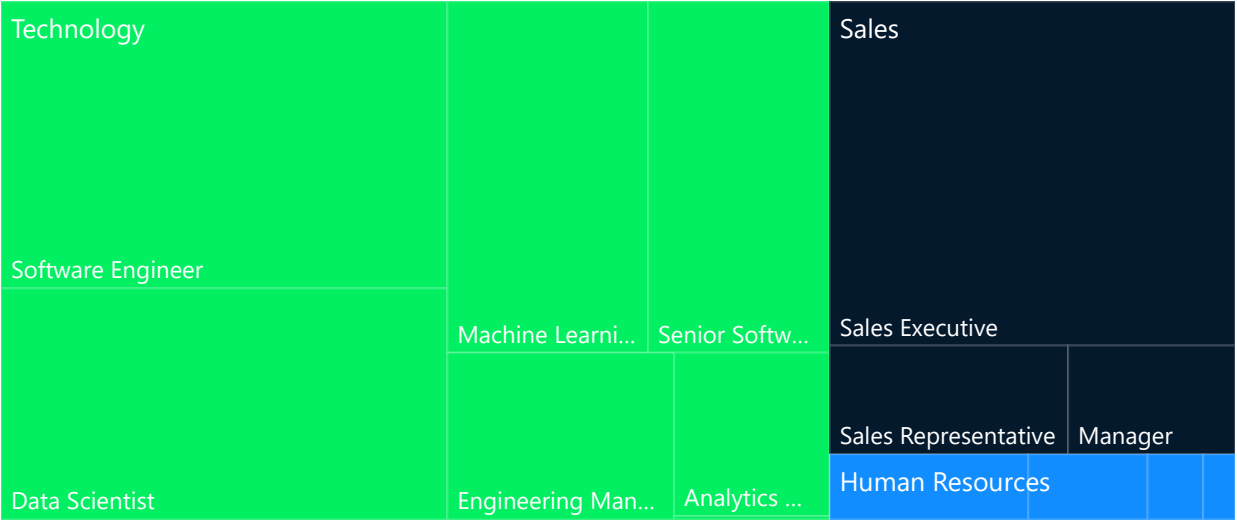 Technology
Software Engineer
Data Scientist
Machine Learni...
Senior Softw...
Engineering Man...
Analytics ...
Sales
Sales Executive
Sales Representative
Manager
Human Resources